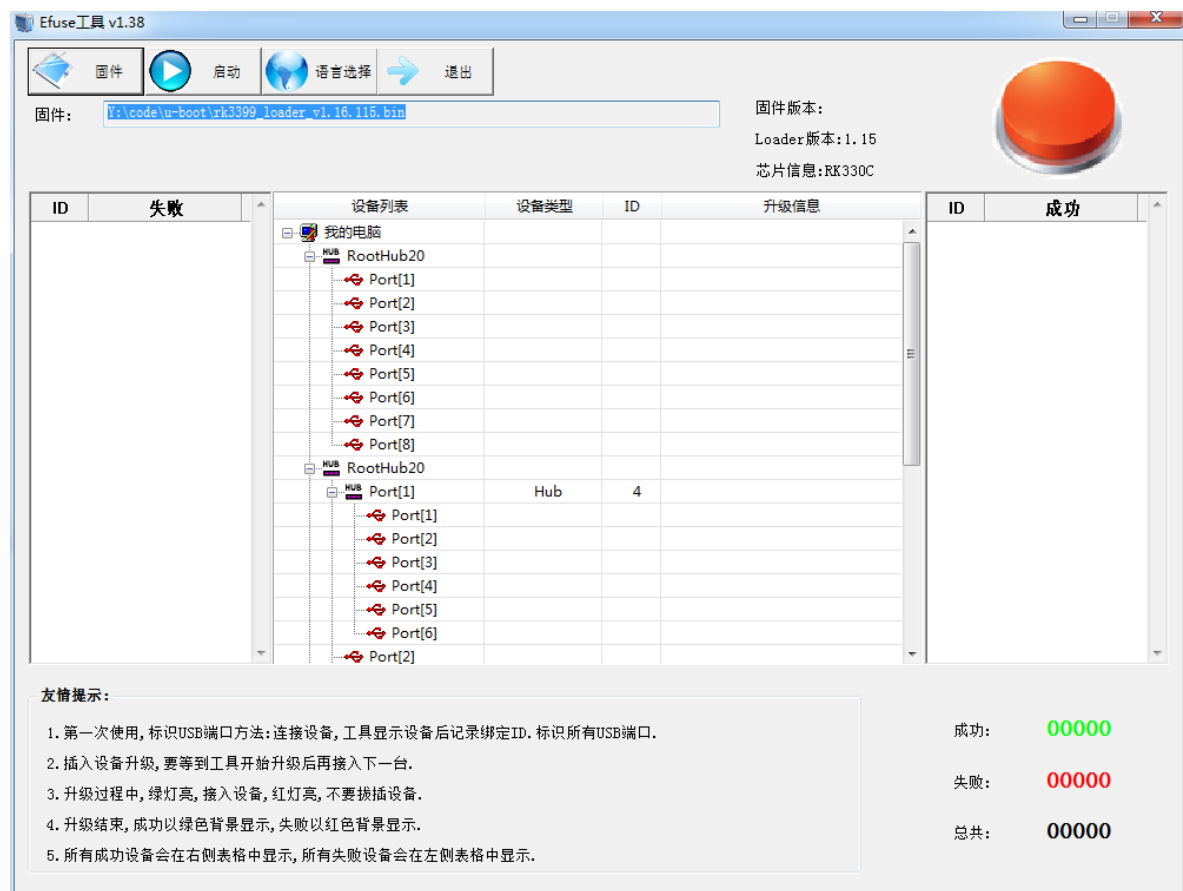 Efuse工具 v1.38
固件 启动 语言选择 退出
固件: Y:\code\u-boot\rk3399_loader_v1.16.115.bin
固件版本:
Loader版本:1.15
芯片信息:RK330C
ID 失败
设备列表 设备类型 ID 升级信息
ID 成功
我的电脑
HUB RootHub20
Port[1]
Port[2]
Port[3]
Port[4]
Port[5]
Port[6]
Port[7]
Port[8]
HUB RootHub20
HUB Port[1] Hub 4
Port[1]
Port[2]
Port[3]
Port[4]
Port[5]
Port[6]
Port[2]
友情提示:
1.第一次使用,标识USB端口方法:连接设备,工具显示设备后记录绑定ID.标识所有USB端口.
2.插入设备升级,要等到工具开始升级后再接入下一台.
3.升级过程中,绿灯亮,接入设备,红灯亮,不要拔插设备.
4.升级结束,成功以绿色背景显示,失败以红色背景显示.
5.所有成功设备会在右侧表格中显示,所有失败设备会在左侧表格中显示.
成功: 00000
失败: 00000
总共: 00000